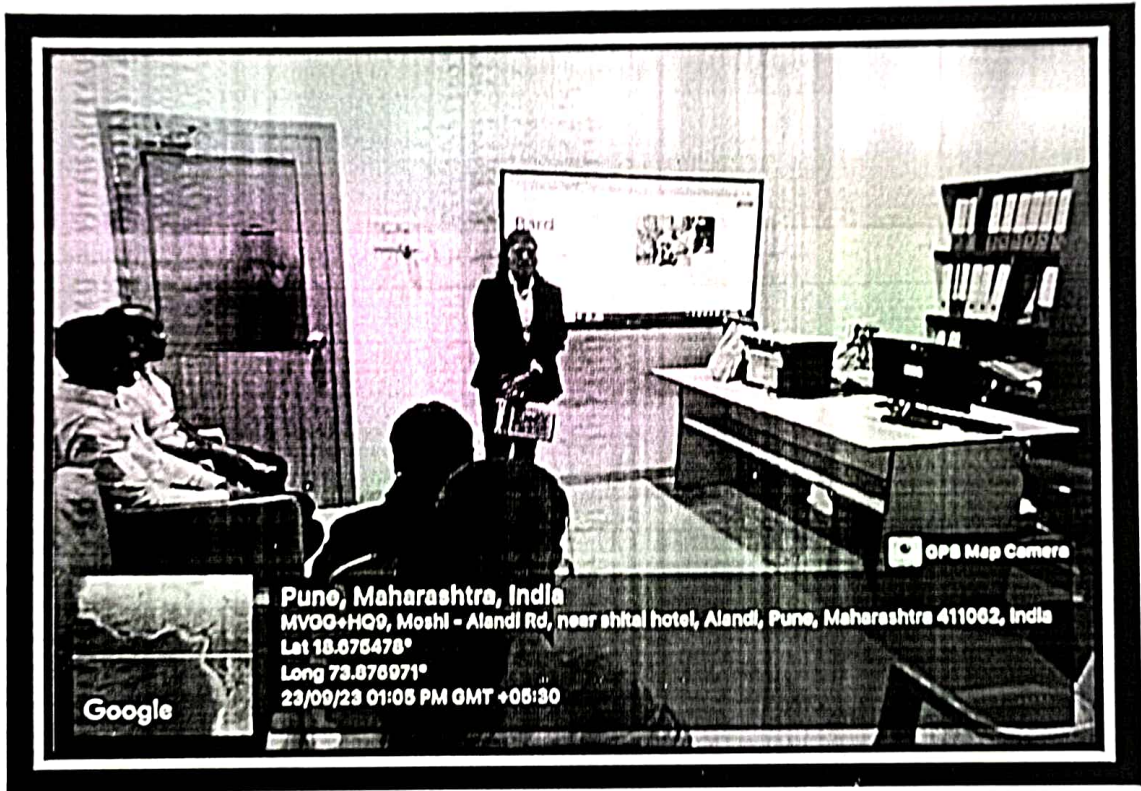 Bard
GPS Map Camera
Pune, Maharashtra, India
MVGG+HQ9, Moshi - Alandi Rd, near shital hotel, Alandi, Pune, Maharashtra 411062, India
Lat 18.675478°
Long 73.876971°
23/09/23 01:05 PM GMT +05:30
Google